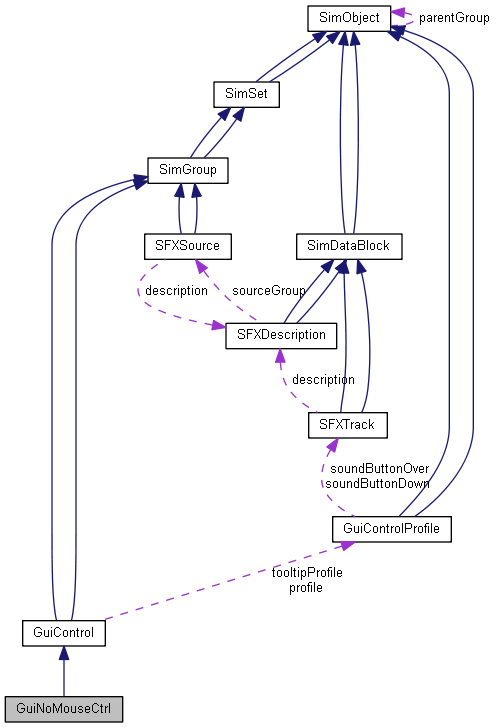 SimObject
parentGroup
SimSet
SimGroup
SFXSource
SimDataBlock
description
sourceGroup
SFXDescription
description
SFXTrack
soundButtonOver
soundButtonDown
GuiControlProfile
tooltipProfile
profile
GuiControl
GuiNoMouseCtrl